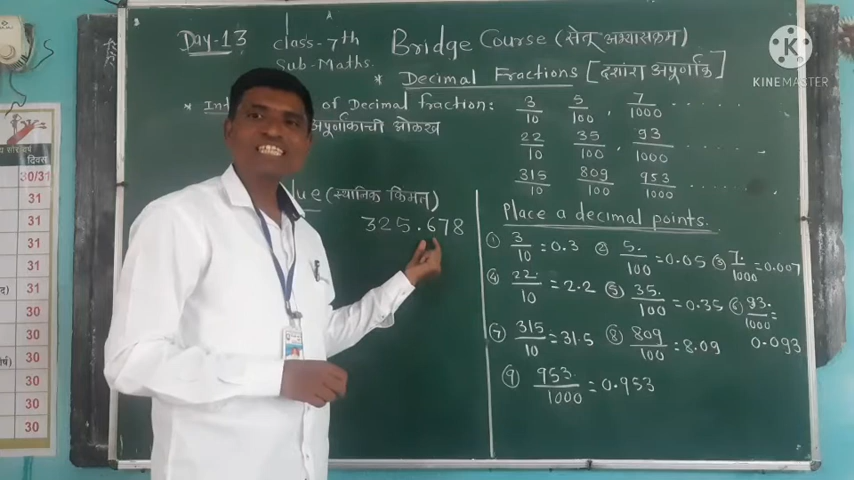 Day-13
class-7th
Sub-Maths.
Bridge Course (सेतू अभ्यासक्रम)
* Decimal Fractions [दशांश अपूर्णांक]
* Int of Decimal fraction:
अपूर्णांकाची ओळख
3/10 5/100, 7/1000 ......
22/10 35/100, 93/1000
315/10 809/100 953/1000 ......
ue (स्थानिक किंमत)
325.678
Place a decimal points.
① 3/10 = 0.3 ② 5./100 = 0.05 ③ 7./1000 = 0.007
④ 22./10 = 2.2 ⑤ 35./100 = 0.35 ⑥ 93./1000 = 0.093
⑦ 315/10 = 31.5 ⑧ 809/100 = 8.09
⑨ 953./1000 = 0.953
K
KINEMASTER
दिवस
30/31
31
31
31
31
31
31
30
30
30
30
30